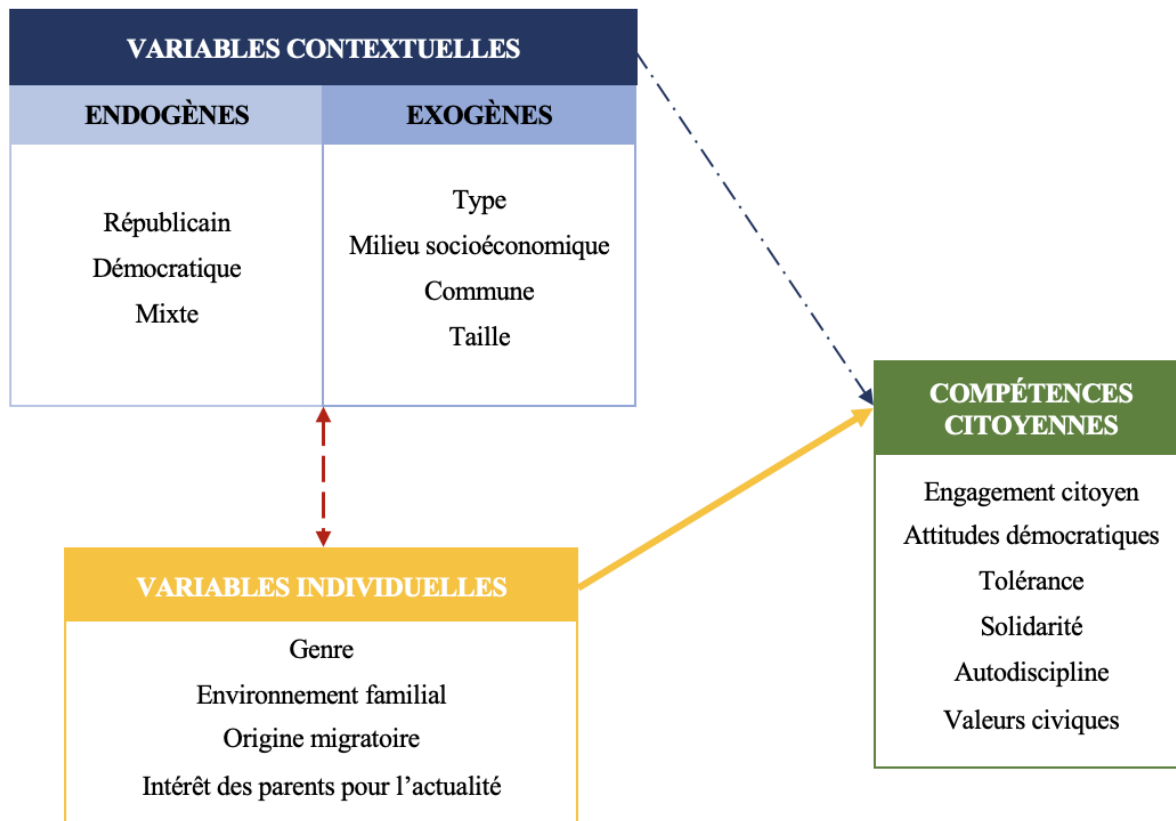 VARIABLES CONTEXTUELLES
ENDOGÈNES
EXOGÈNES
Républicain
Démocratique
Mixte
Type
Milieu socioéconomique
Commune
Taille
COMPÉTENCES
CITOYENNES
Engagement citoyen
Attitudes démocratiques
Tolérance
Solidarité
Autodiscipline
Valeurs civiques
VARIABLES INDIVIDUELLES
Genre
Environnement familial
Origine migratoire
Intérêt des parents pour l’actualité